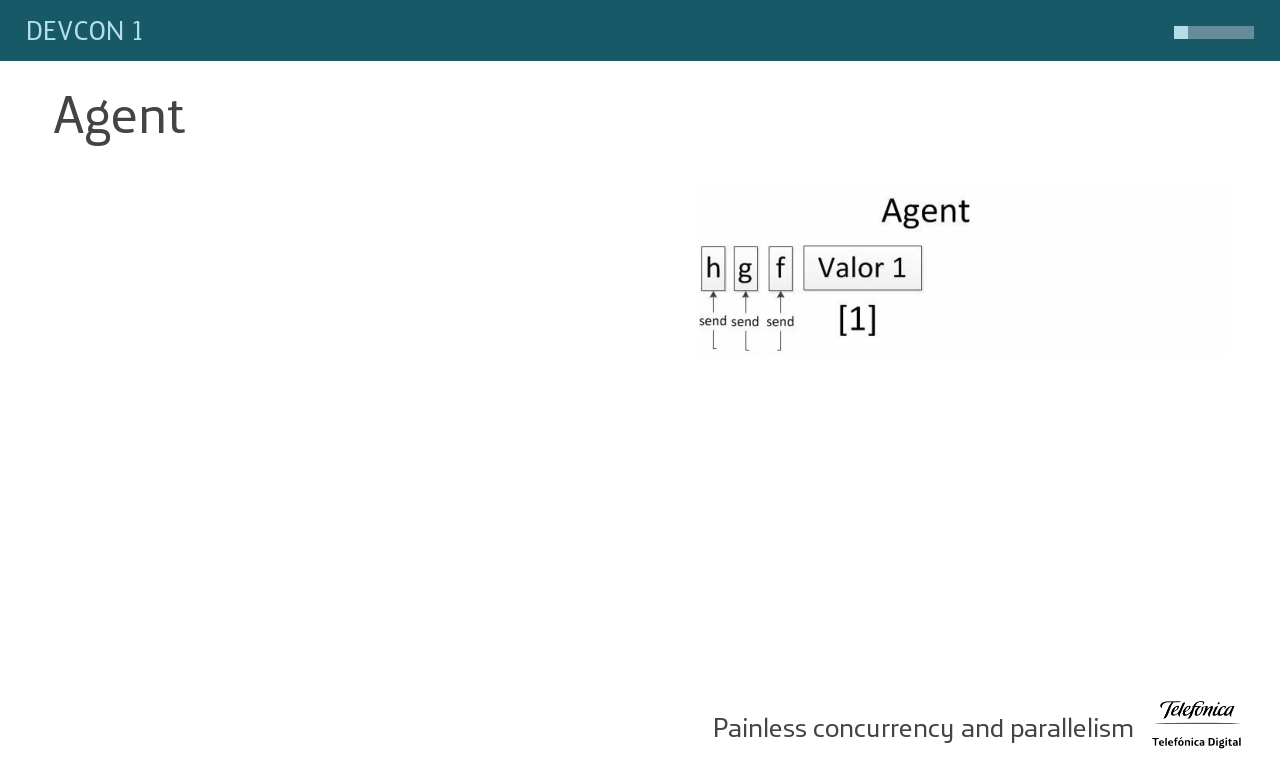 DEVCON 1
Agent
Agent
h g f Valor 1
send send send [1]
Painless concurrency and parallelism
Telefónica
Telefónica Digital